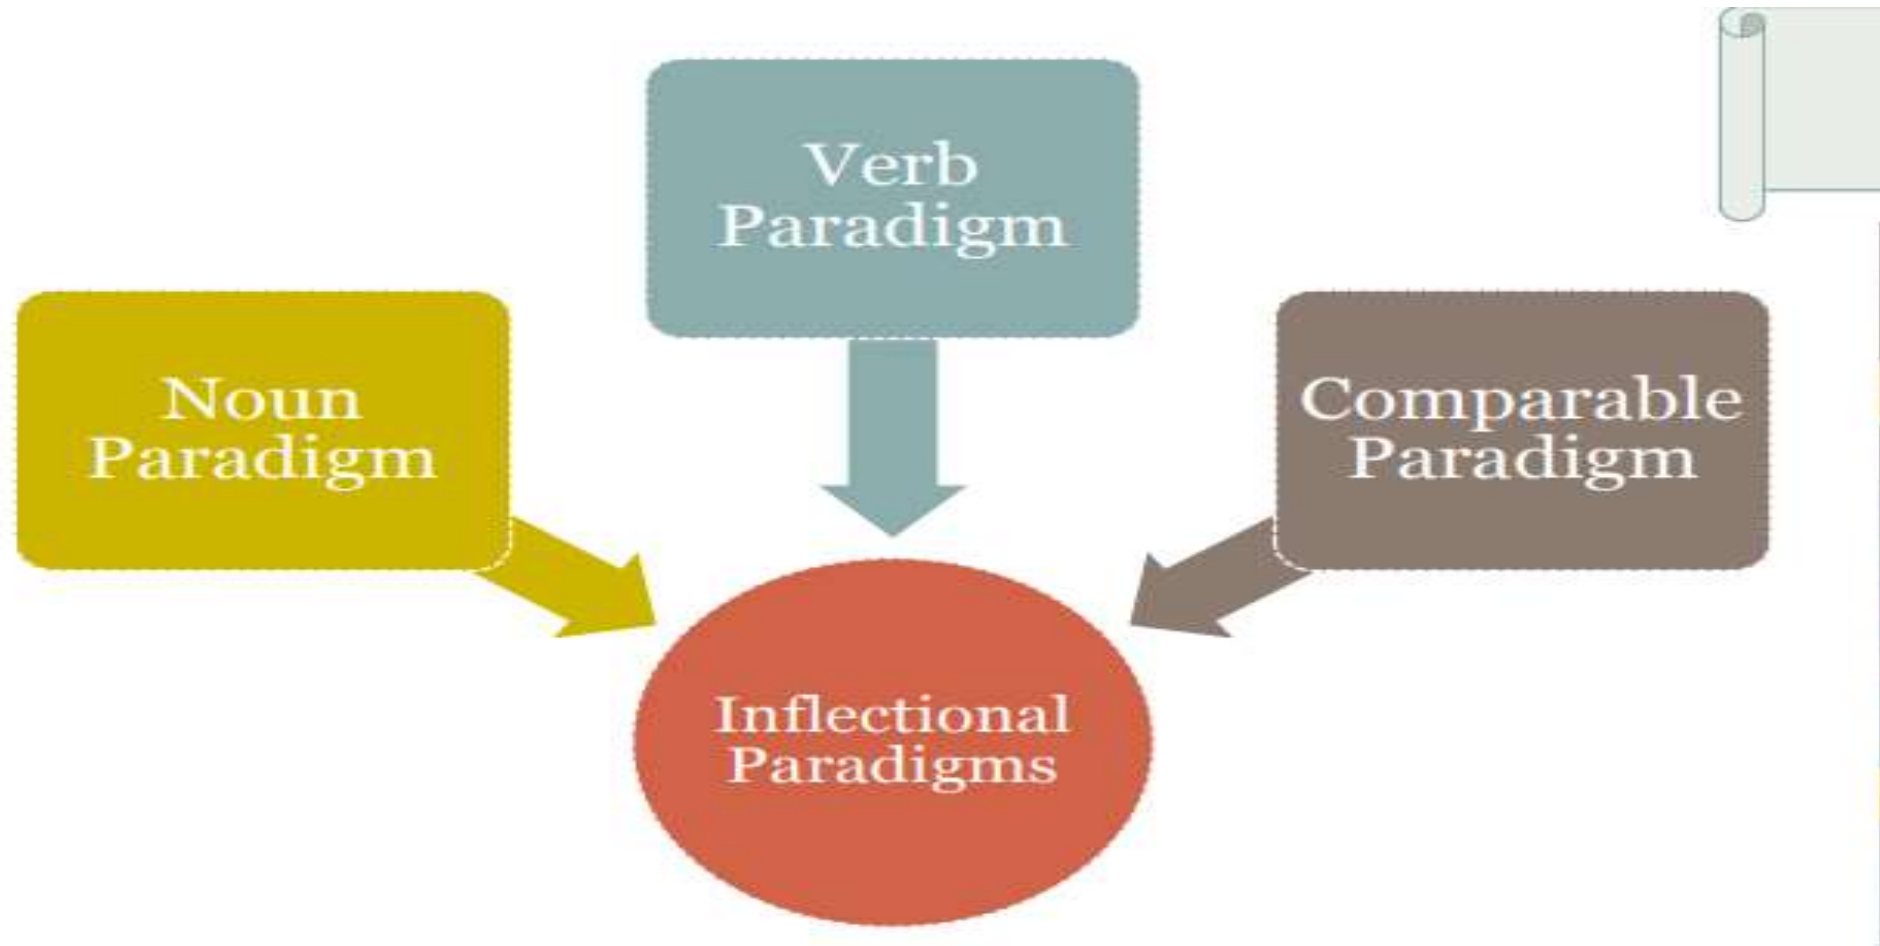 Verb
Paradigm
Noun
Paradigm
Comparable
Paradigm
Inflectional
Paradigms